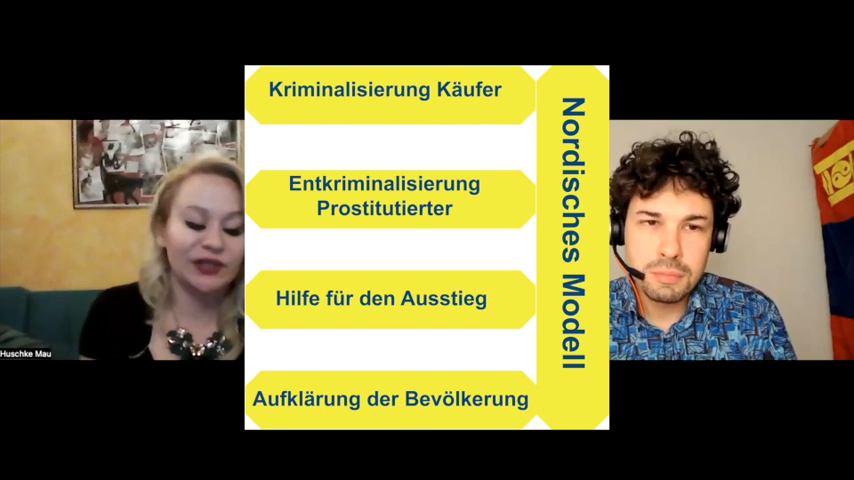 Kriminalisierung Käufer
Entkriminalisierung
Prostitutierter
Hilfe für den Ausstieg
Aufklärung der Bevölkerung
Nordisches Modell
Huschke Mau